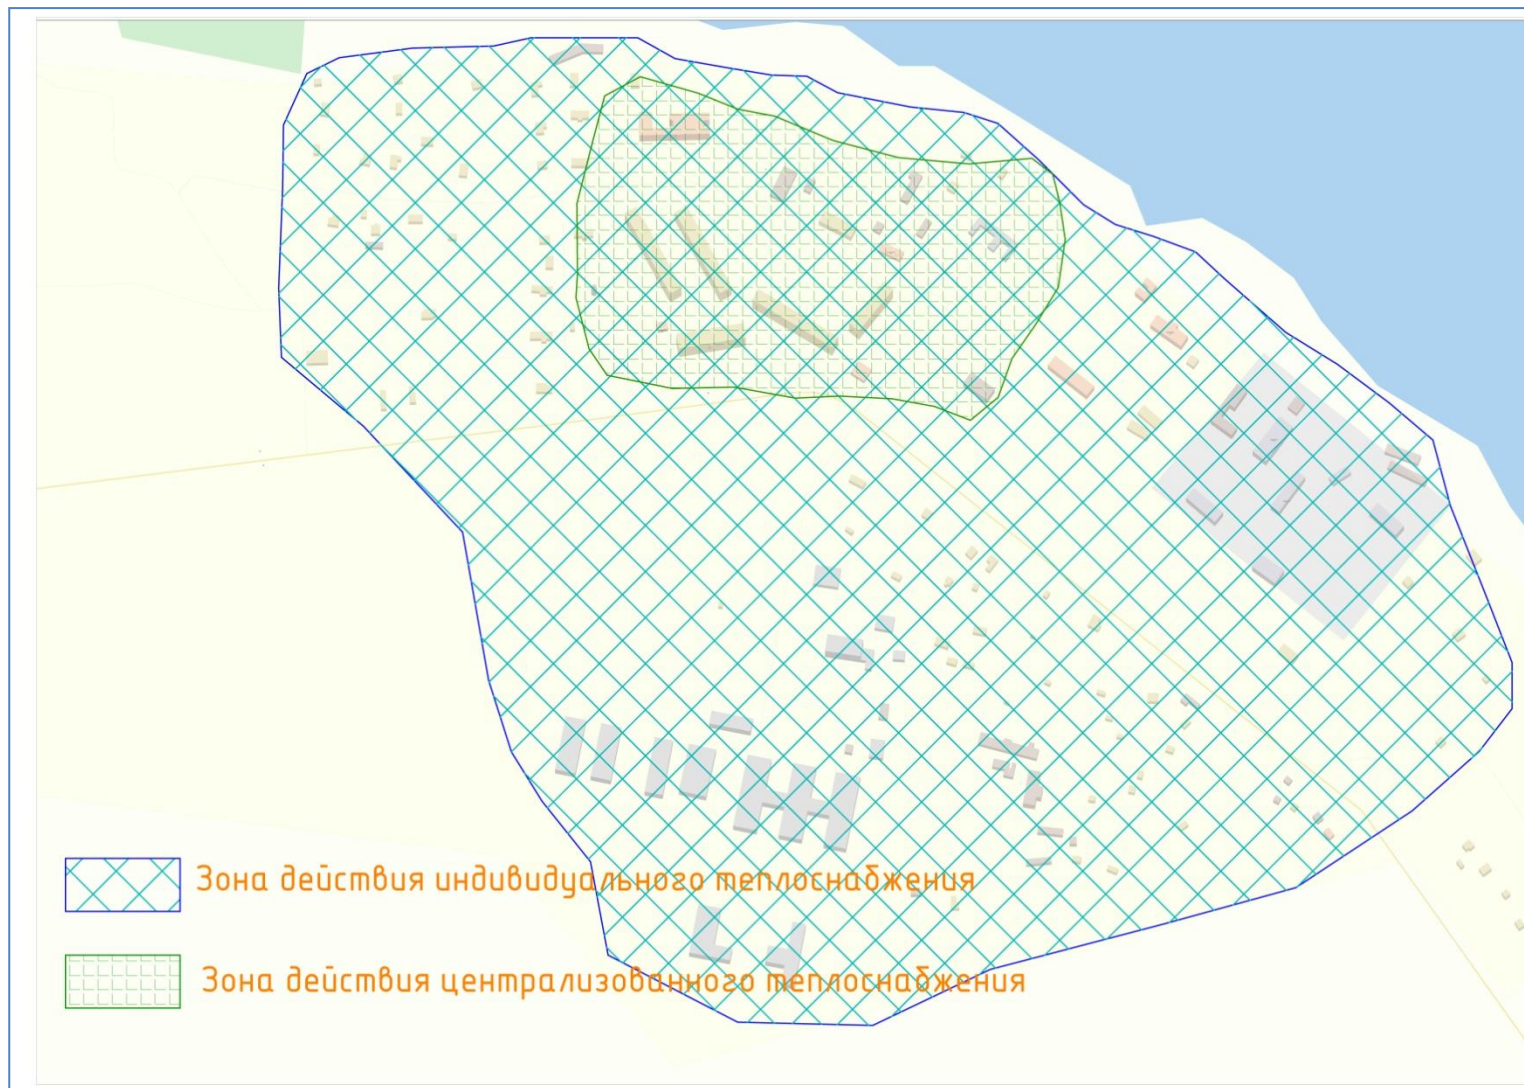 Зона действия индивидуального теплоснабжения
Зона действия централизованного теплоснабжения